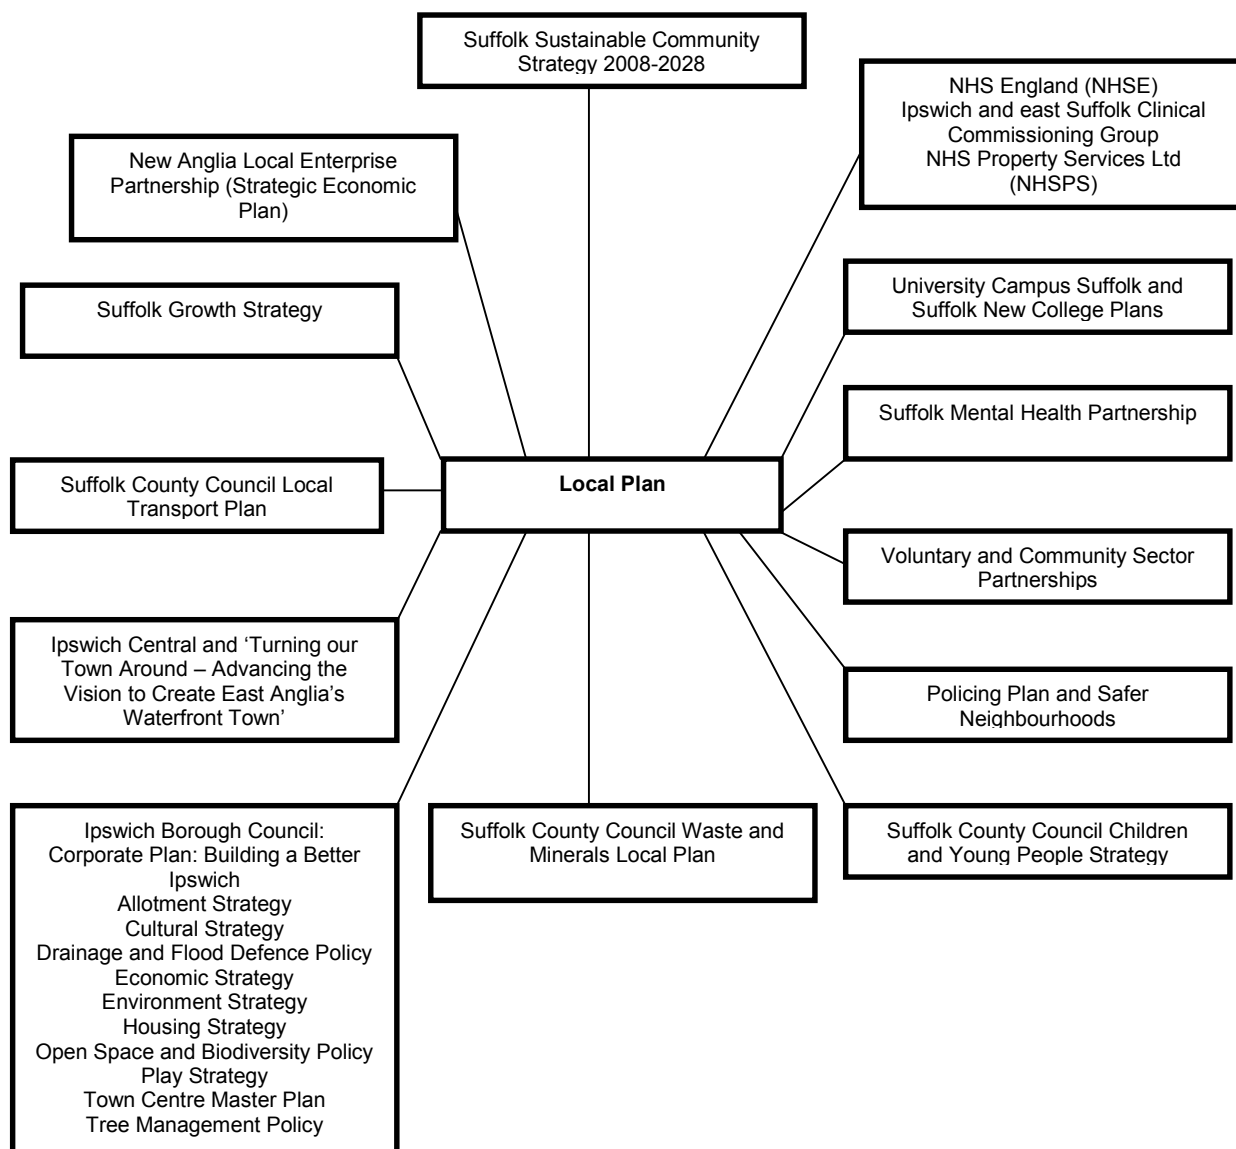 Suffolk Sustainable Community
Strategy 2008-2028
NHS England (NHSE)
Ipswich and east Suffolk Clinical
Commissioning Group
NHS Property Services Ltd
(NHSPS)
New Anglia Local Enterprise
Partnership (Strategic Economic
Plan)
University Campus Suffolk and
Suffolk New College Plans
Suffolk Growth Strategy
Suffolk Mental Health Partnership
Suffolk County Council Local
Transport Plan
Local Plan
Voluntary and Community Sector
Partnerships
Ipswich Central and ‘Turning our
Town Around – Advancing the
Vision to Create East Anglia’s
Waterfront Town’
Policing Plan and Safer
Neighbourhoods
Ipswich Borough Council:
Corporate Plan: Building a Better
Ipswich
Allotment Strategy
Cultural Strategy
Drainage and Flood Defence Policy
Economic Strategy
Environment Strategy
Housing Strategy
Open Space and Biodiversity Policy
Play Strategy
Town Centre Master Plan
Tree Management Policy
Suffolk County Council Waste and
Minerals Local Plan
Suffolk County Council Children
and Young People Strategy